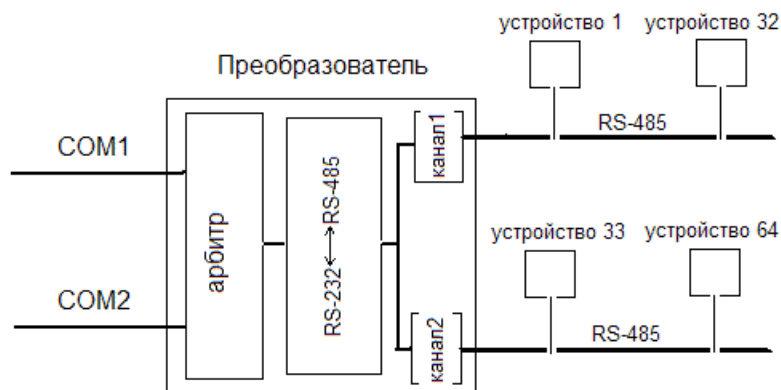 устройство 1
устройство 32
Преобразователь
COM1
COM2
арбитр
RS-232
RS-485
канал1
RS-485
устройство 33
устройство 64
канал2
RS-485